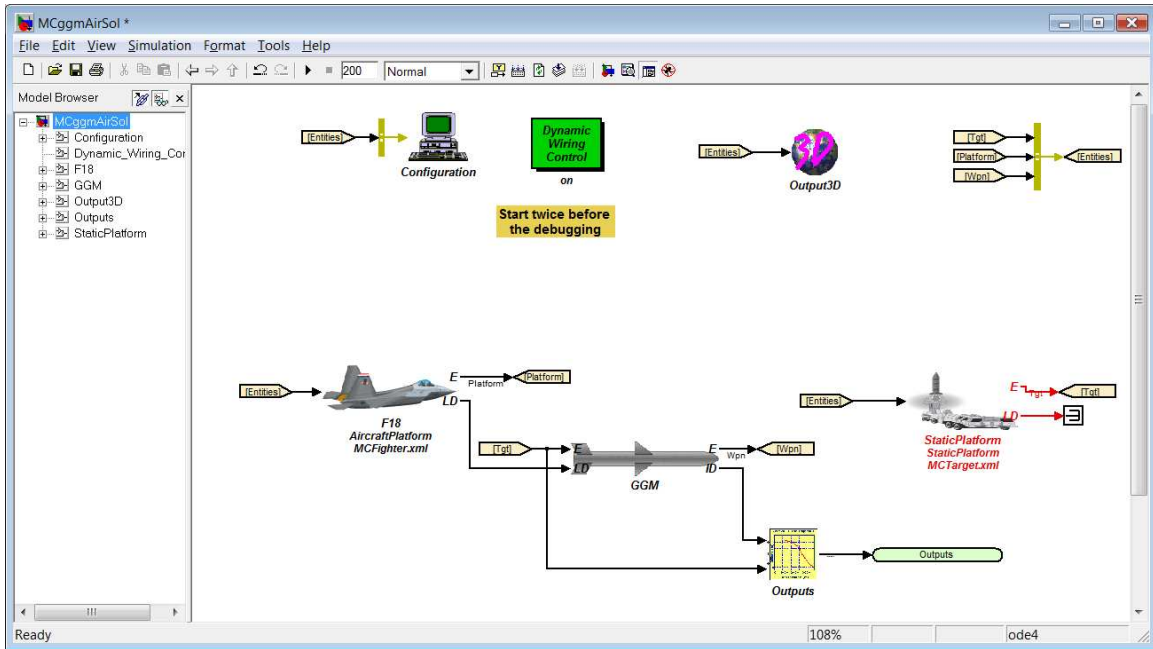 MCggmAirSol *
File Edit View Simulation Format Tools Help
200 Normal
Model Browser
MCggmAirSol
Configuration
Dynamic_Wiring_Cor
F18
GGM
Output3D
Outputs
StaticPlatform
[Entities]
Configuration
Dynamic
Wiring
Control
on
Start twice before
the debugging
[Entities]
3D
Output3D
[Tgt]
[Platform]
[Wpn]
[Entities]
[Entities]
E
Platform
[Platform]
LD
F18
AircraftPlatform
MCFighter.xml
[Tgt]
E
LD
GGM
E
Wpn
[Wpn]
ID
[Entities]
E
Tgt
[Tgt]
LD
StaticPlatform
StaticPlatform
MCTarget.xml
Outputs
Outputs
Ready 108% ode4